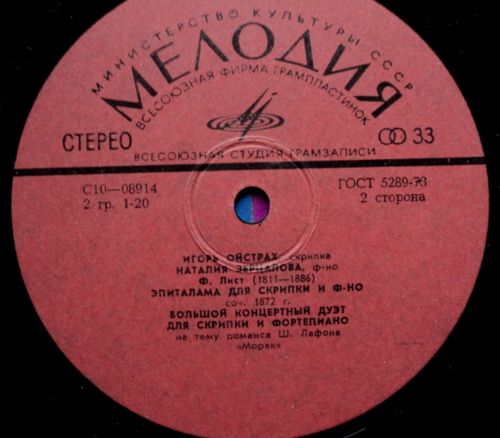 МИНИСТЕРСТВО КУЛЬТУРЫ СССР
МЕЛОДИЯ
ВСЕСОЮЗНАЯ ФИРМА ГРАМПЛАСТИНОК
СТЕРЕО
33
ВСЕСОЮЗНАЯ СТУДИЯ ГРАМЗАПИСИ
С10—08914
ГОСТ 5289-73
2 гр. 1-20
2 сторона
ИГОРЬ ОЙСТРАХ, скрипка
НАТАЛИЯ ЗЕРЦАЛОВА, ф-но
Ф. Лист (1811—1886)
ЭПИТАЛАМА ДЛЯ СКРИПКИ И Ф-НО
соч. 1872 г.
БОЛЬШОЙ КОНЦЕРТНЫЙ ДУЭТ
ДЛЯ СКРИПКИ И ФОРТЕПИАНО
на тему романса Ш. Лафона
«Моряк»